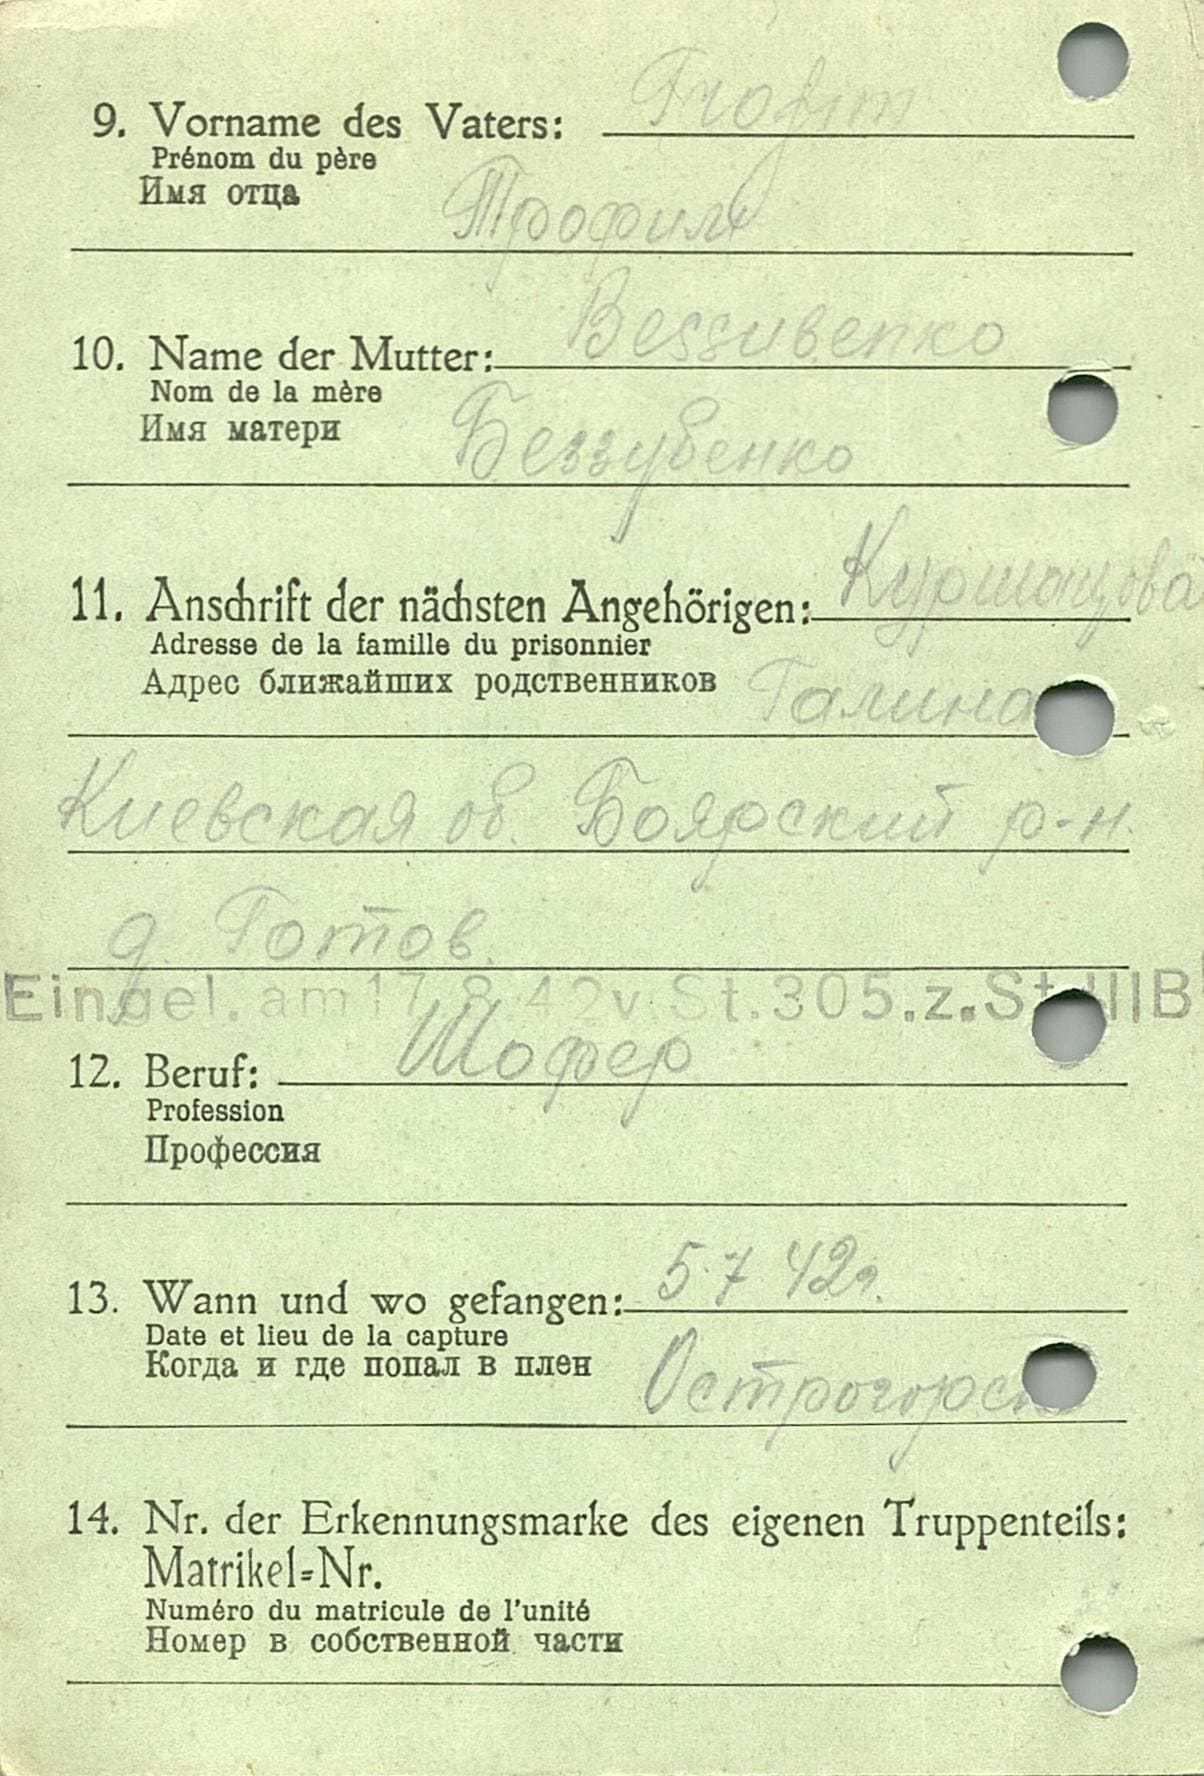 9. Vorname des Vaters: Trofim
Prénom du père
Имя отца Трофим
10. Name der Mutter: Bessubenko
Nom de la mère
Имя матери Беззубенко
11. Anschrift der nächsten Angehörigen:
Adresse de la famille du prisonnier
Адрес ближайших родственников Галина
Киевская об. Боярский р-н.
д. Готов.
Eingel. am 17.8.42 v. St. 305. z. St. IIIB
12. Beruf: Шофер
Profession
Профессия
13. Wann und wo gefangen: 5.7 42г.
Date et lieu de la capture
Когда и где попал в плен Острогорск
14. Nr. der Erkennungsmarke des eigenen Truppenteils:
Matrikel=Nr.
Numéro du matricule de l'unité
Номер в собственной части